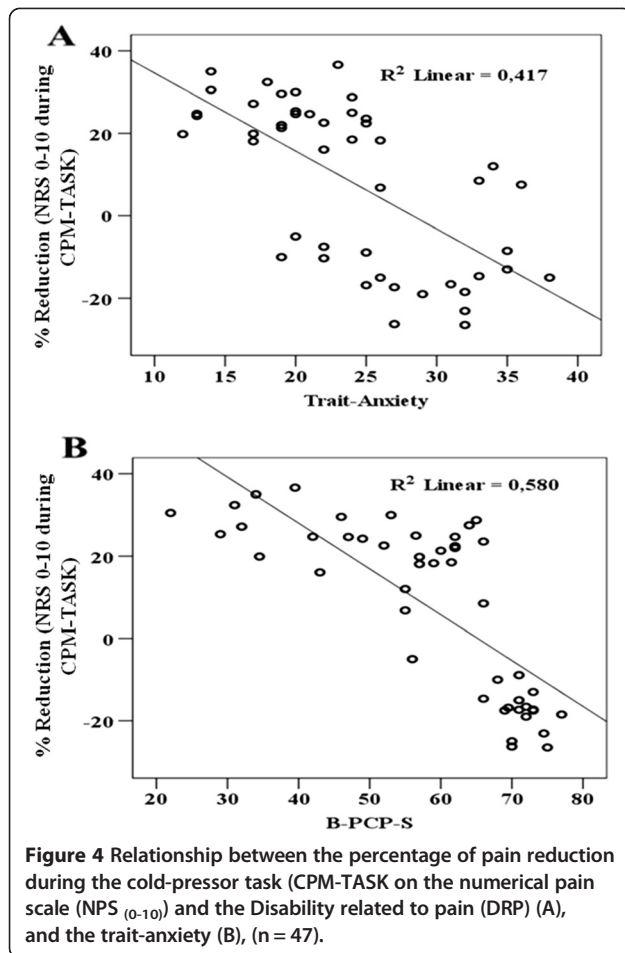 A
% Reduction (NRS 0-10 during
CPM-TASK)
40
20
0
-20
R² Linear = 0,417
10 15 20 25 30 35 40
Trait-Anxiety
B
% Reduction (NRS 0-10 during
CPM-TASK)
40
20
0
-20
R² Linear = 0,580
20 30 40 50 60 70 80
B-PCP-S
Figure 4 Relationship between the percentage of pain reduction
during the cold-pressor task (CPM-TASK on the numerical pain
scale (NPS (0-10)) and the Disability related to pain (DRP) (A),
and the trait-anxiety (B), (n = 47).